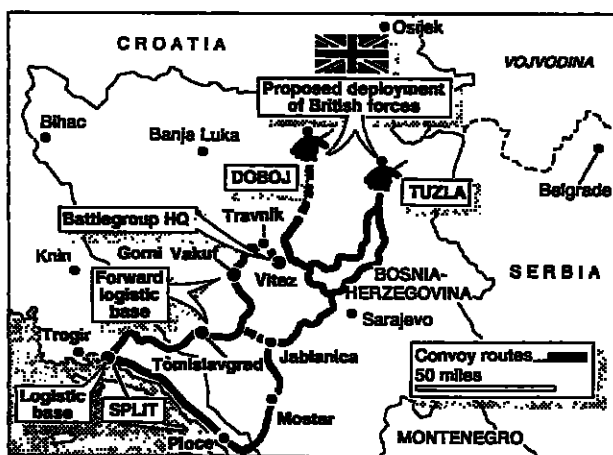 Osijek
CROATIA
VOJVODINA
Proposed deployment
of British forces
Bihac
Banja Luka
DOBOJ
TUZLA
Belgrade
Battlegroup HQ
Travnik
Knin
Gorni Vakuf
Vitez
BOSNIA-
HERZEGOVINA
SERBIA
Forward
logistic
base
Sarajevo
Trogir
Tomislavgrad
Jablanica
Convoy routes
50 miles
Logistic
base
SPLIT
Mostar
Ploce
MONTENEGRO